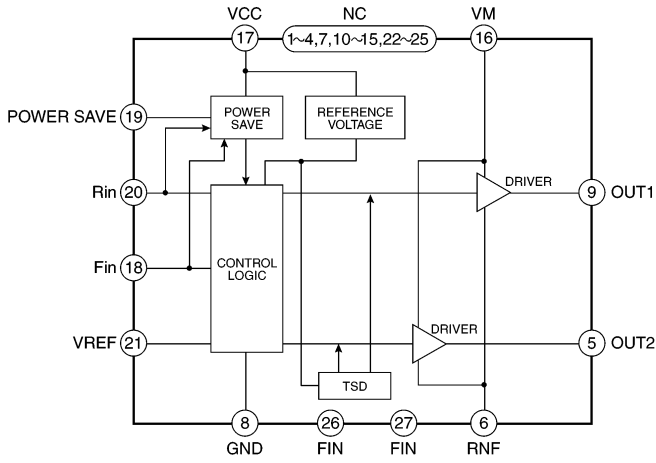 VCC
NC
VM
17
1~4,7,10~15,22~25
16
POWER SAVE
19
POWER
SAVE
REFERENCE
VOLTAGE
Rin
20
DRIVER
9
OUT1
Fin
18
CONTROL
LOGIC
VREF
21
DRIVER
5
OUT2
TSD
8
26
27
6
GND
FIN
FIN
RNF